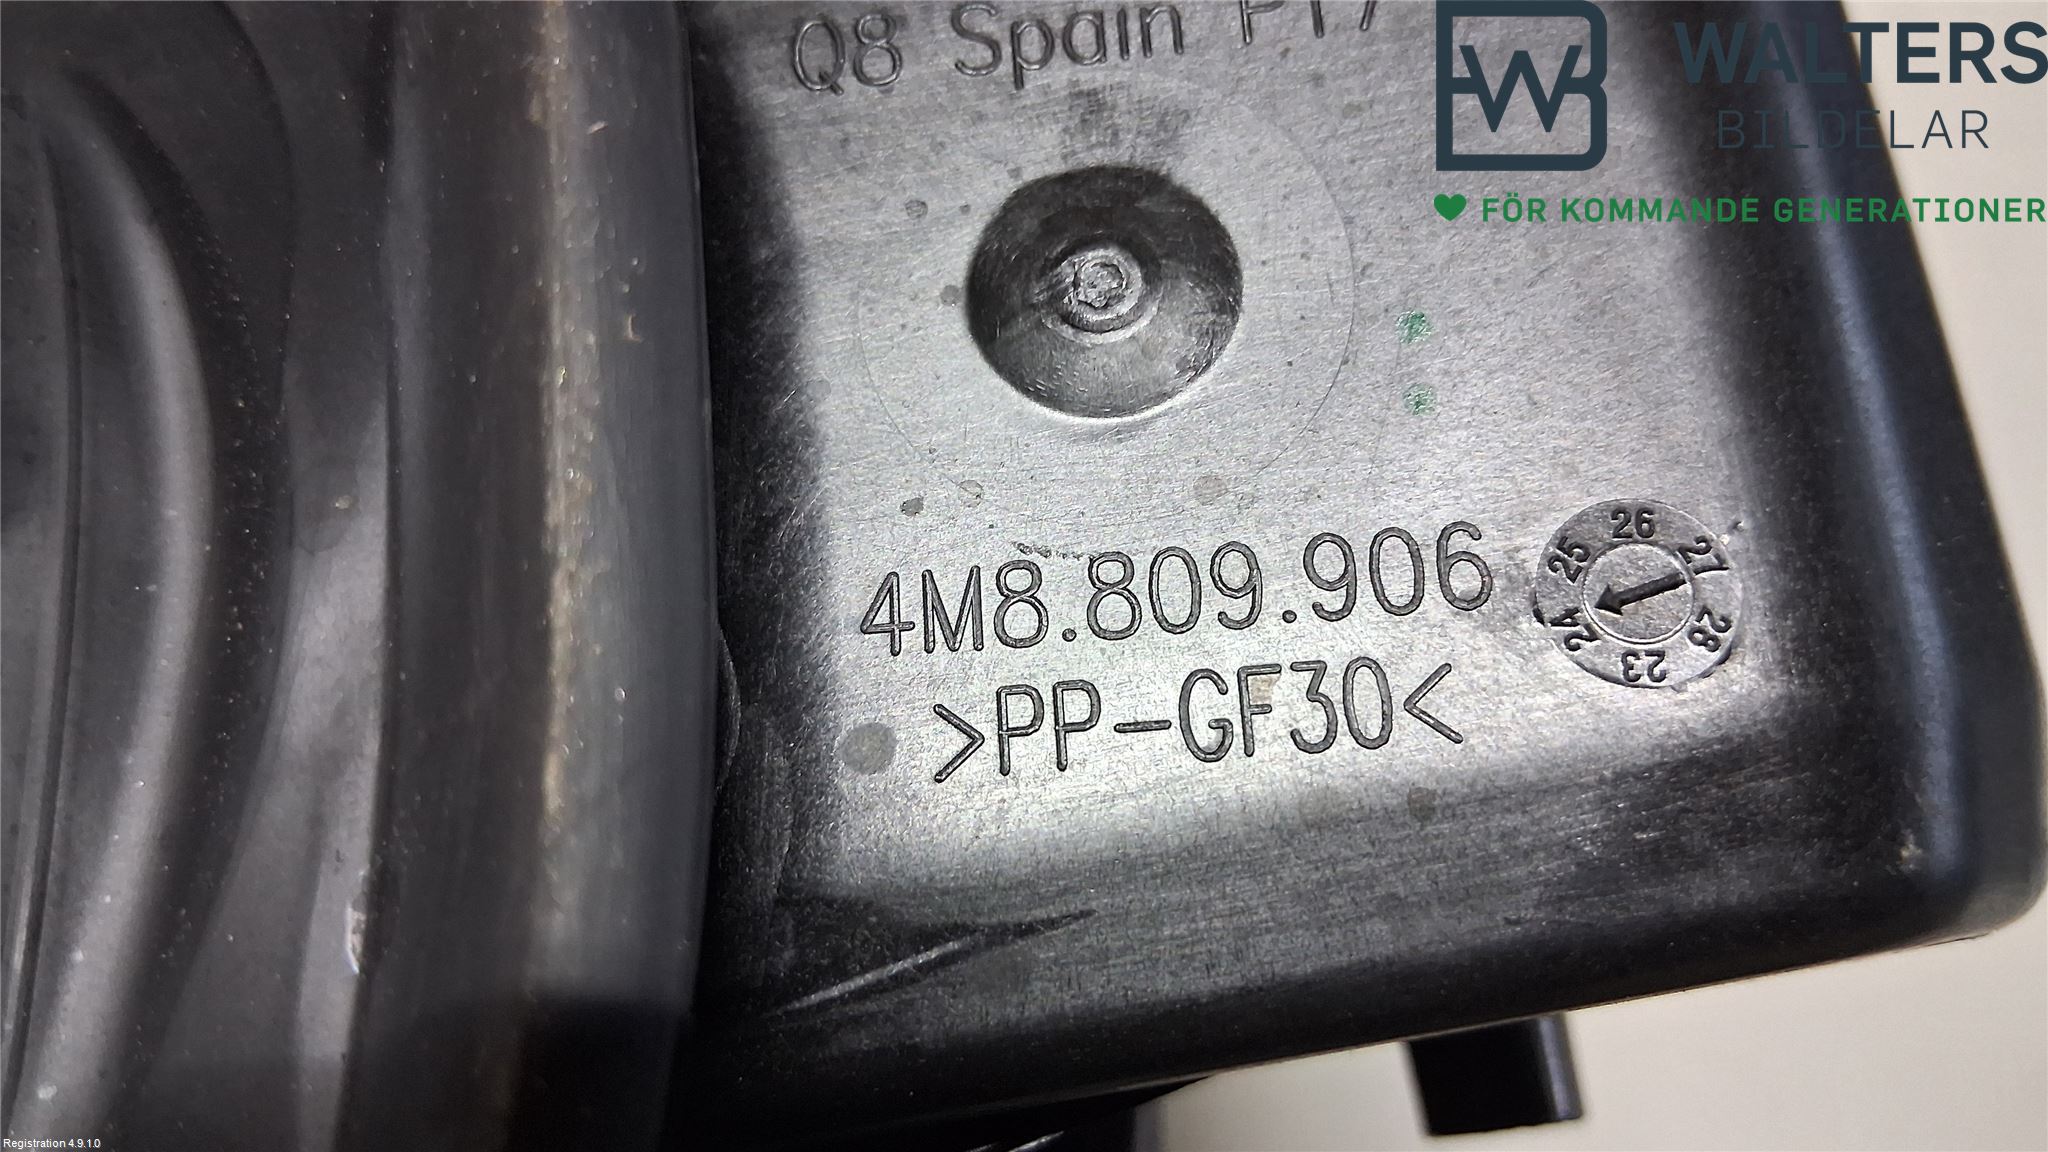 Q8 Spain P17
W
WALTERS
BILDELAR
FÖR KOMMANDE GENERATIONER
4M8.809.906
>PP-GF30<
23 24 25 26 27 28
Registration 4.9.1.0